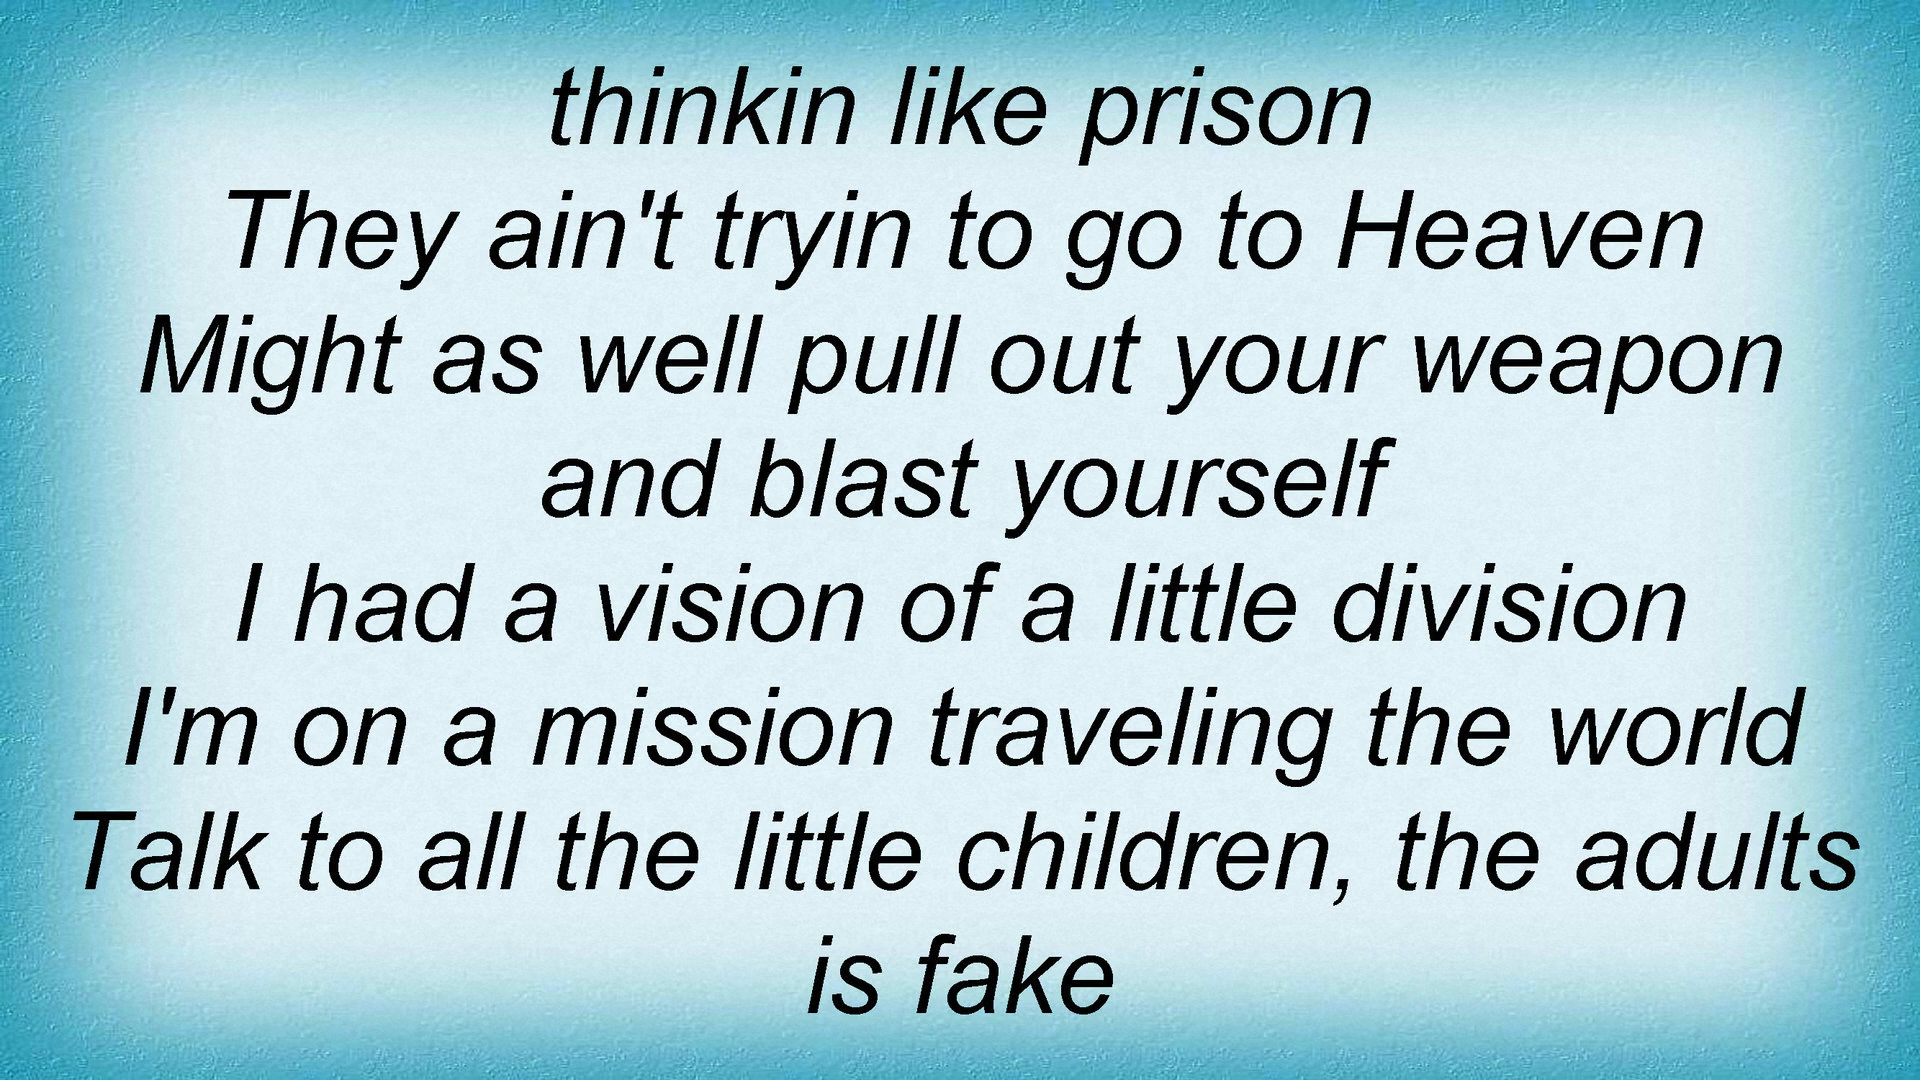 thinkin like prison
They ain't tryin to go to Heaven
Might as well pull out your weapon
and blast yourself
I had a vision of a little division
I'm on a mission traveling the world
Talk to all the little children, the adults
is fake